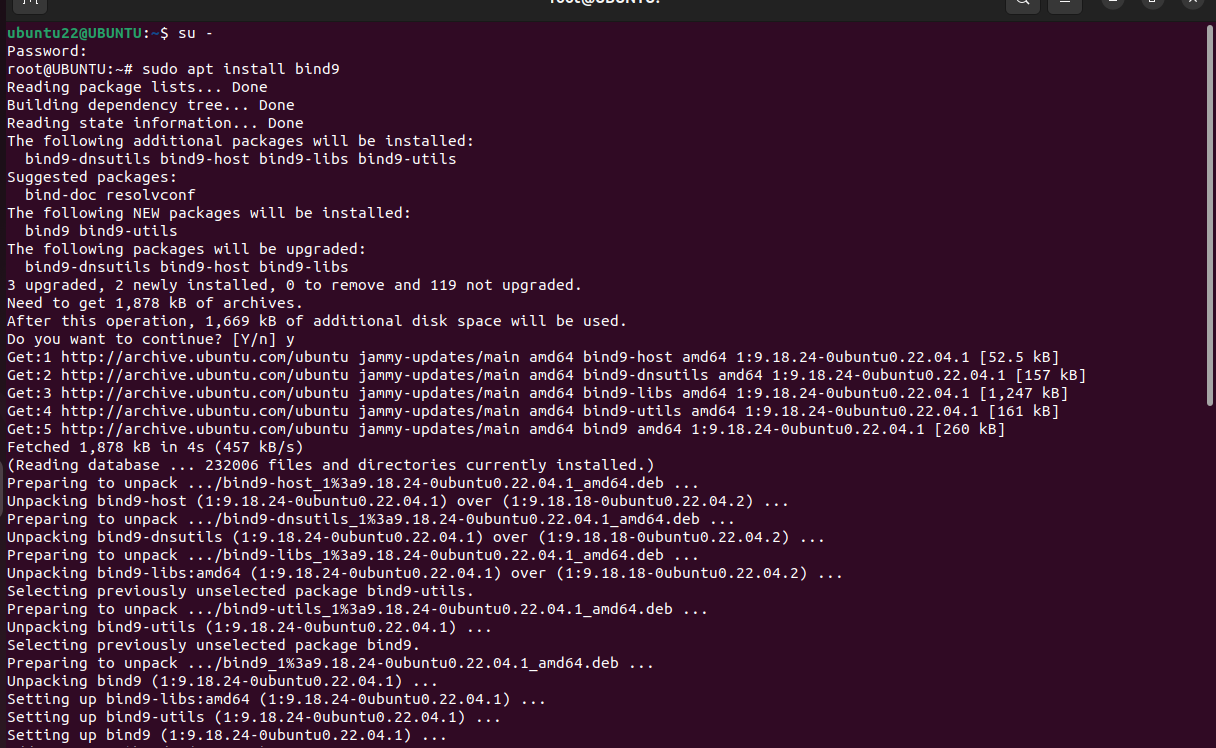 ubuntu22@UBUNTU:~$ su -
Password:
root@UBUNTU:~# sudo apt install bind9
Reading package lists... Done
Building dependency tree... Done
Reading state information... Done
The following additional packages will be installed:
  bind9-dnsutils bind9-host bind9-libs bind9-utils
Suggested packages:
  bind-doc resolvconf
The following NEW packages will be installed:
  bind9 bind9-utils
The following packages will be upgraded:
  bind9-dnsutils bind9-host bind9-libs
3 upgraded, 2 newly installed, 0 to remove and 119 not upgraded.
Need to get 1,878 kB of archives.
After this operation, 1,669 kB of additional disk space will be used.
Do you want to continue? [Y/n] y
Get:1 http://archive.ubuntu.com/ubuntu jammy-updates/main amd64 bind9-host amd64 1:9.18.24-0ubuntu0.22.04.1 [52.5 kB]
Get:2 http://archive.ubuntu.com/ubuntu jammy-updates/main amd64 bind9-dnsutils amd64 1:9.18.24-0ubuntu0.22.04.1 [157 kB]
Get:3 http://archive.ubuntu.com/ubuntu jammy-updates/main amd64 bind9-libs amd64 1:9.18.24-0ubuntu0.22.04.1 [1,247 kB]
Get:4 http://archive.ubuntu.com/ubuntu jammy-updates/main amd64 bind9-utils amd64 1:9.18.24-0ubuntu0.22.04.1 [161 kB]
Get:5 http://archive.ubuntu.com/ubuntu jammy-updates/main amd64 bind9 amd64 1:9.18.24-0ubuntu0.22.04.1 [260 kB]
Fetched 1,878 kB in 4s (457 kB/s)
(Reading database ... 232006 files and directories currently installed.)
Preparing to unpack .../bind9-host_1%3a9.18.24-0ubuntu0.22.04.1_amd64.deb ...
Unpacking bind9-host (1:9.18.24-0ubuntu0.22.04.1) over (1:9.18.18-0ubuntu0.22.04.2) ...
Preparing to unpack .../bind9-dnsutils_1%3a9.18.24-0ubuntu0.22.04.1_amd64.deb ...
Unpacking bind9-dnsutils (1:9.18.24-0ubuntu0.22.04.1) over (1:9.18.18-0ubuntu0.22.04.2) ...
Preparing to unpack .../bind9-libs_1%3a9.18.24-0ubuntu0.22.04.1_amd64.deb ...
Unpacking bind9-libs:amd64 (1:9.18.24-0ubuntu0.22.04.1) over (1:9.18.18-0ubuntu0.22.04.2) ...
Selecting previously unselected package bind9-utils.
Preparing to unpack .../bind9-utils_1%3a9.18.24-0ubuntu0.22.04.1_amd64.deb ...
Unpacking bind9-utils (1:9.18.24-0ubuntu0.22.04.1) ...
Selecting previously unselected package bind9.
Preparing to unpack .../bind9_1%3a9.18.24-0ubuntu0.22.04.1_amd64.deb ...
Unpacking bind9 (1:9.18.24-0ubuntu0.22.04.1) ...
Setting up bind9-libs:amd64 (1:9.18.24-0ubuntu0.22.04.1) ...
Setting up bind9-utils (1:9.18.24-0ubuntu0.22.04.1) ...
Setting up bind9 (1:9.18.24-0ubuntu0.22.04.1) ...